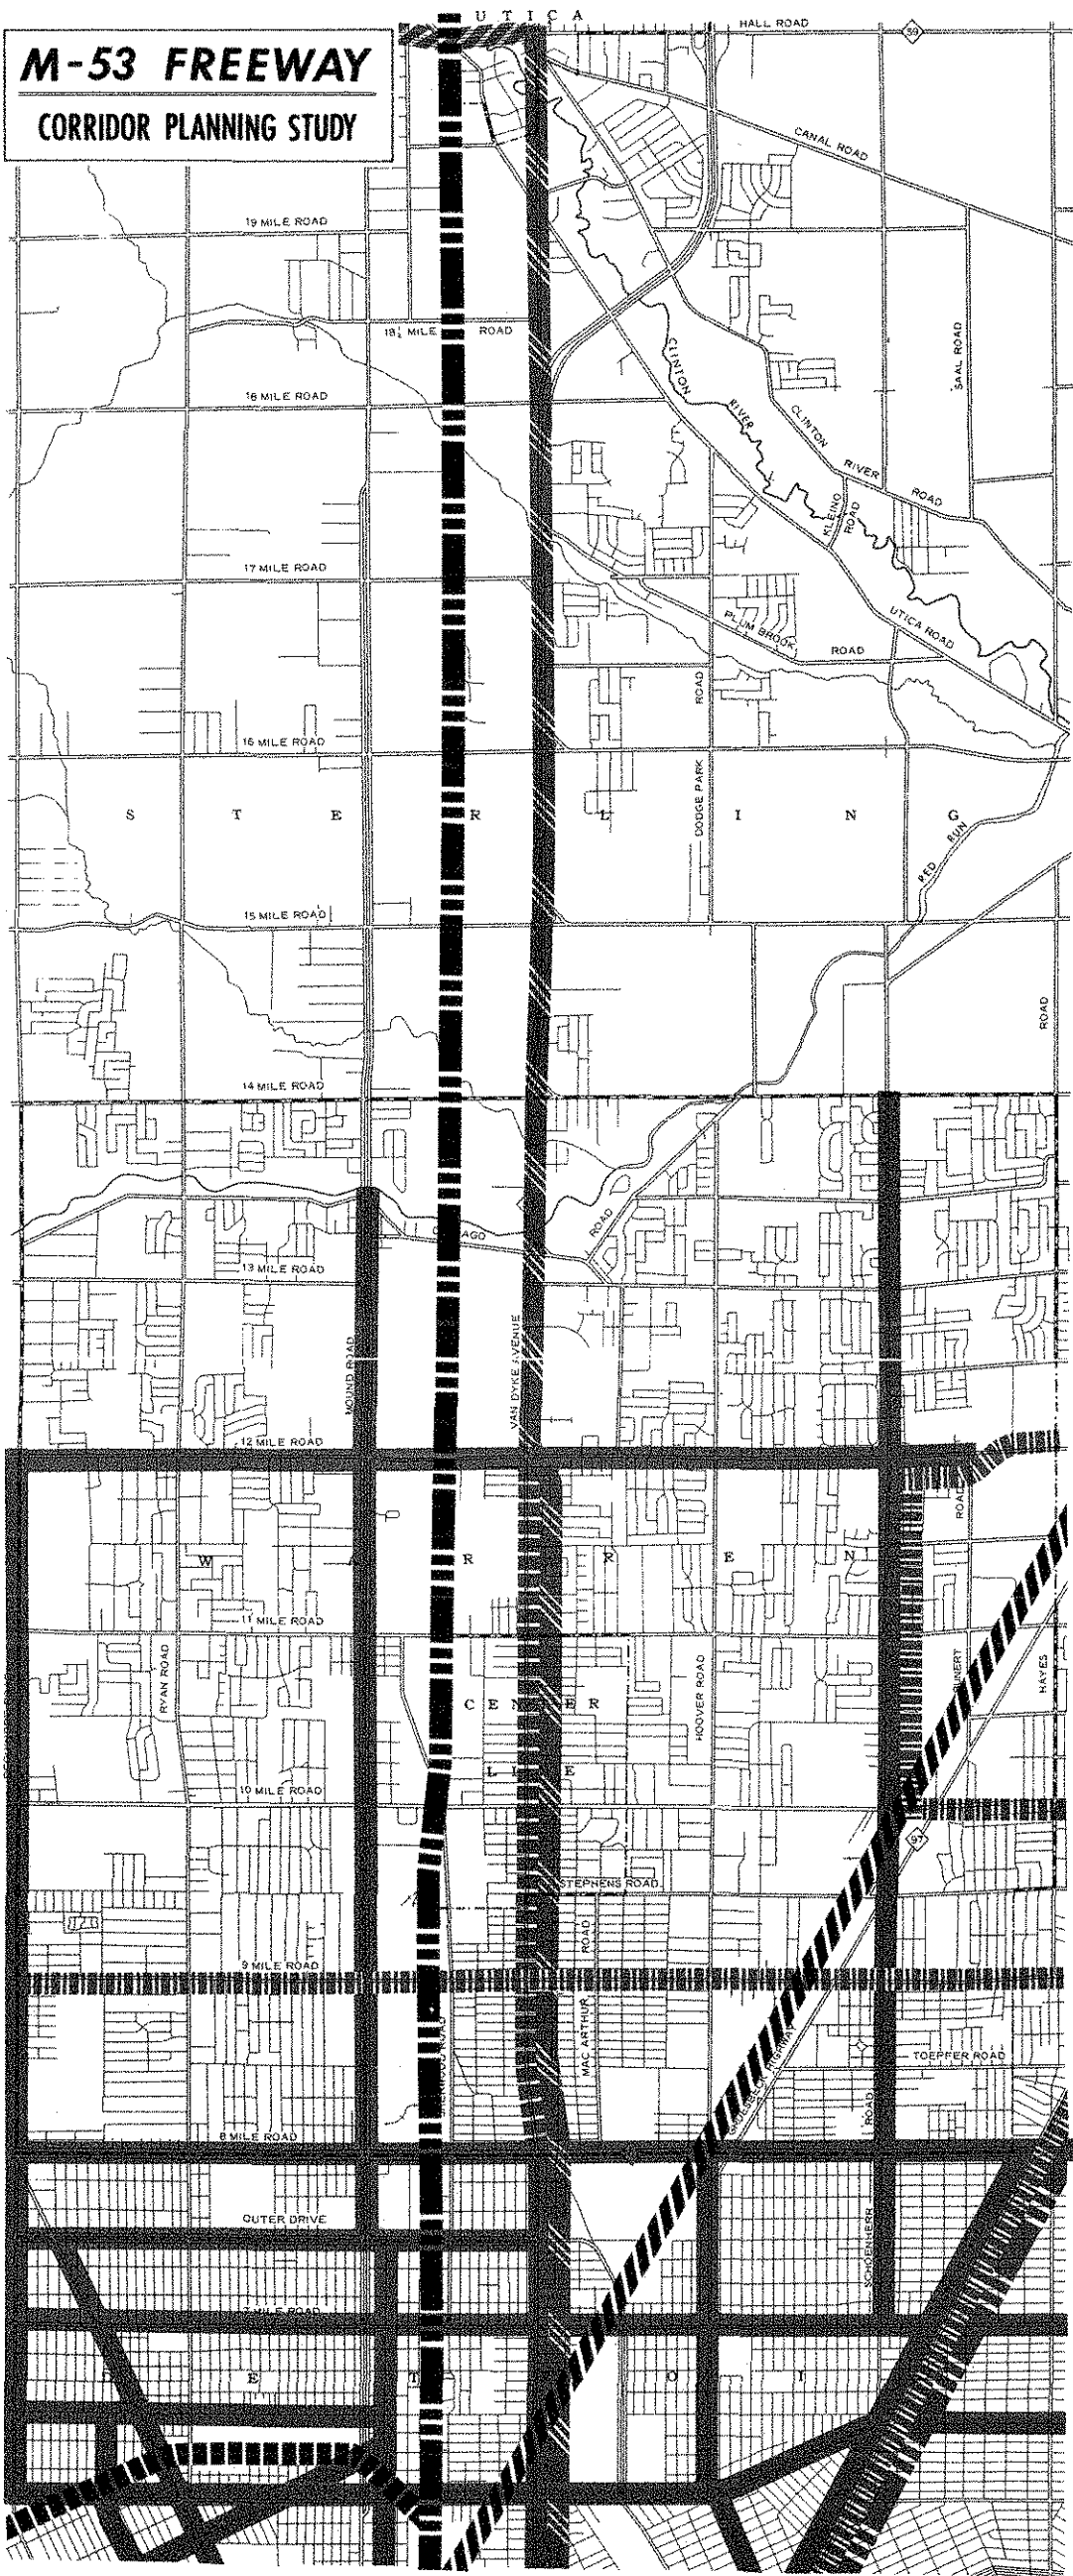 U T I C A
HALL ROAD
59
M-53 FREEWAY
CORRIDOR PLANNING STUDY
CANAL ROAD
19 MILE ROAD
18½ MILE ROAD
SAAL ROAD
CLINTON RIVER
18 MILE ROAD
CLINTON RIVER ROAD
KLEINO ROAD
17 MILE ROAD
UTICA ROAD
PLUM BROOK ROAD
16 MILE ROAD
DODGE PARK ROAD
S T E R L I N G
RED RUN
15 MILE ROAD
ROAD
14 MILE ROAD
ROAD
13 MILE ROAD
MOUND ROAD
VAN DYKE AVENUE
12 MILE ROAD
ROAD
W A R R E N
11 MILE ROAD
RYAN ROAD
HOOVER ROAD
HAYES
C E N T E R
L I N E
10 MILE ROAD
97
STEPHENS ROAD
9 MILE ROAD
MAC ARTHUR ROAD
TOEPFER ROAD
ROAD
8 MILE ROAD
OUTER DRIVE
SCHOENHERR
7 MILE ROAD
E T O I